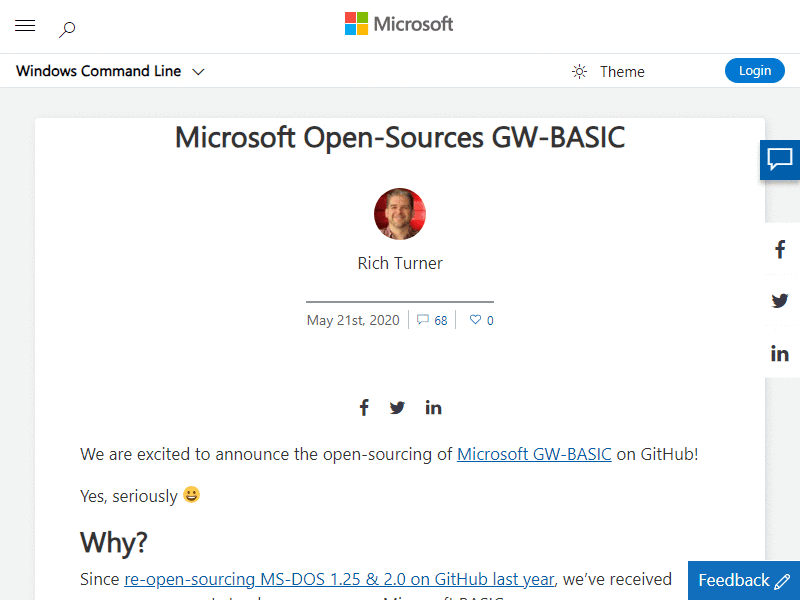 Microsoft
Windows Command Line
Theme
Login
Microsoft Open-Sources GW-BASIC
Rich Turner
May 21st, 2020
68
0
We are excited to announce the open-sourcing of Microsoft GW-BASIC on GitHub!
Yes, seriously 😀
Why?
Since re-open-sourcing MS-DOS 1.25 & 2.0 on GitHub last year, we’ve received
Feedback